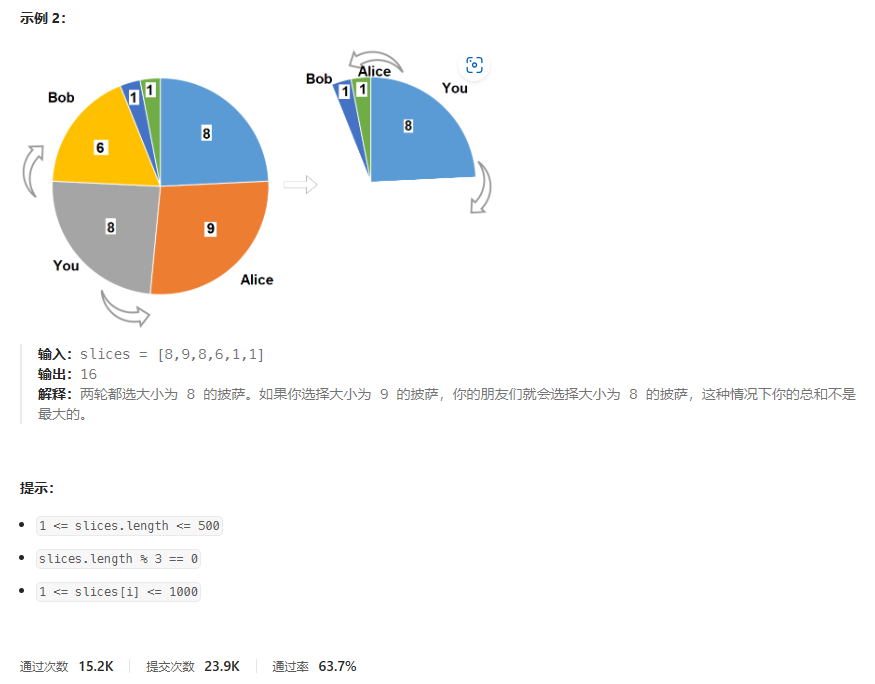 示例 2：
Bob
1
1
8
6
8
9
You
Alice
Bob
Alice
You
1
1
8
输入：slices = [8,9,8,6,1,1]
输出：16
解释：两轮都选大小为 8 的披萨。如果你选择大小为 9 的披萨，你的朋友们就会选择大小为 8 的披萨，这种情况下你的总和不是
最大的。
提示：
1 <= slices.length <= 500
slices.length % 3 == 0
1 <= slices[i] <= 1000
通过次数 15.2K 提交次数 23.9K 通过率 63.7%